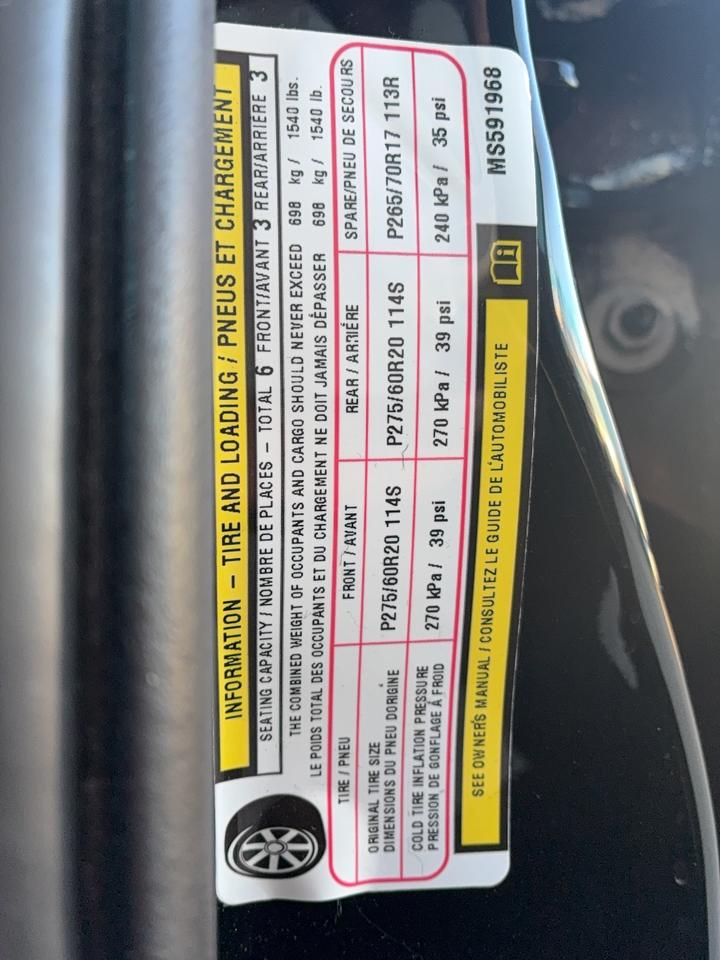 INFORMATION – TIRE AND LOADING / PNEUS ET CHARGEMENT
SEATING CAPACITY / NOMBRE DE PLACES – TOTAL 6 FRONT/AVANT 3 REAR/ARRIÈRE 3
THE COMBINED WEIGHT OF OCCUPANTS AND CARGO SHOULD NEVER EXCEED 698 kg / 1540 lbs.
LE POIDS TOTAL DES OCCUPANTS ET DU CHARGEMENT NE DOIT JAMAIS DÉPASSER 698 kg / 1540 lb.
TIRE / PNEU FRONT / AVANT REAR / ARRIÉRE SPARE/PNEU DE SECOURS
ORIGINAL TIRE SIZE
DIMENSIONS DU PNEU D'ORIGINE P275/60R20 114S P275/60R20 114S P265/70R17 113R
COLD TIRE INFLATION PRESSURE
PRESSION DE GONFLAGE Á FROID 270 kPa / 39 psi 270 kPa / 39 psi 240 kPa / 35 psi
SEE OWNER'S MANUAL / CONSULTEZ LE GUIDE DE L'AUTOMOBILISTE
MS591968